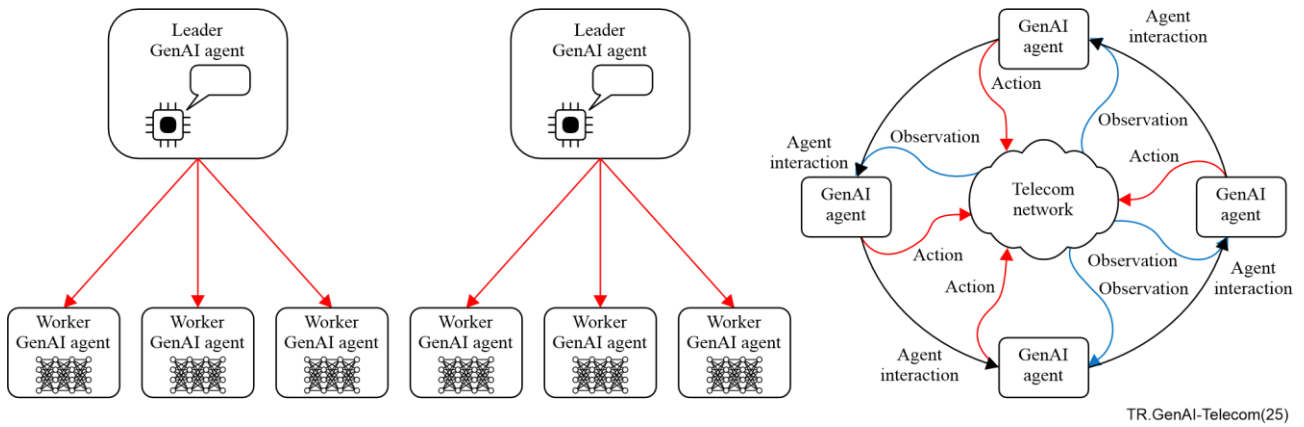 Leader
GenAI agent
Worker
GenAI agent
Worker
GenAI agent
Worker
GenAI agent
Leader
GenAI agent
Worker
GenAI agent
Worker
GenAI agent
Worker
GenAI agent
GenAI
agent
Agent
interaction
Action
Observation
Observation
Agent
interaction
Action
GenAI
agent
Telecom
network
GenAI
agent
Action
Observation
Action
Observation
Agent
interaction
Agent
interaction
GenAI
agent
TR.GenAI-Telecom(25)